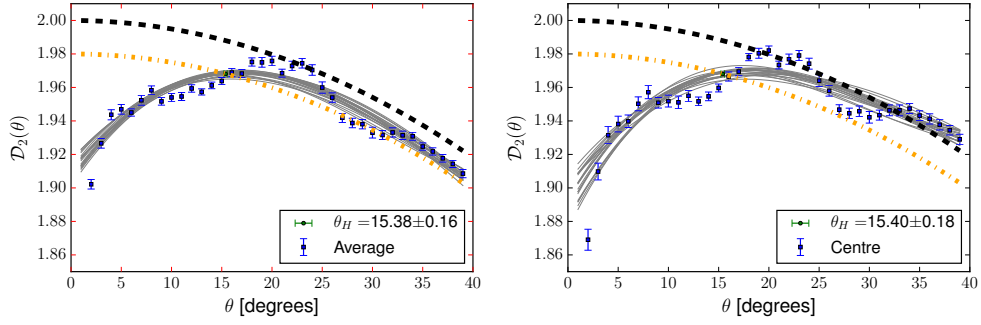 2.00
1.98
1.96
1.94
1.92
1.90
1.88
1.86
D₂(θ)
0 5 10 15 20 25 30 35 40
θ [degrees]
θ_H =15.38±0.16
Average
2.00
1.98
1.96
1.94
1.92
1.90
1.88
1.86
D₂(θ)
0 5 10 15 20 25 30 35 40
θ [degrees]
θ_H =15.40±0.18
Centre